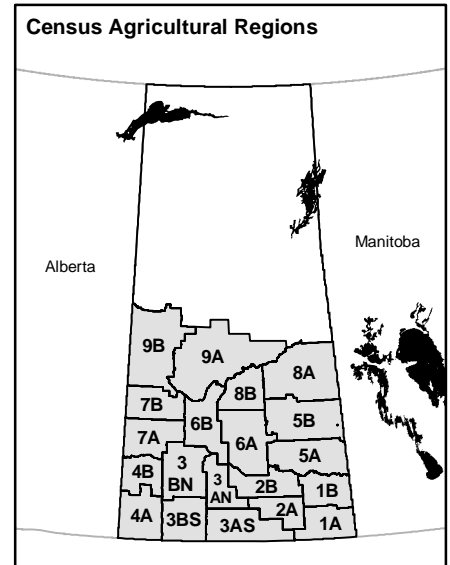 Census Agricultural Regions
Manitoba
Alberta
9B
9A
8A
8B
7B
6B
5B
7A
6A
5A
4B
3
BN
3
AN
2B
1B
4A
3BS
3AS
2A
1A